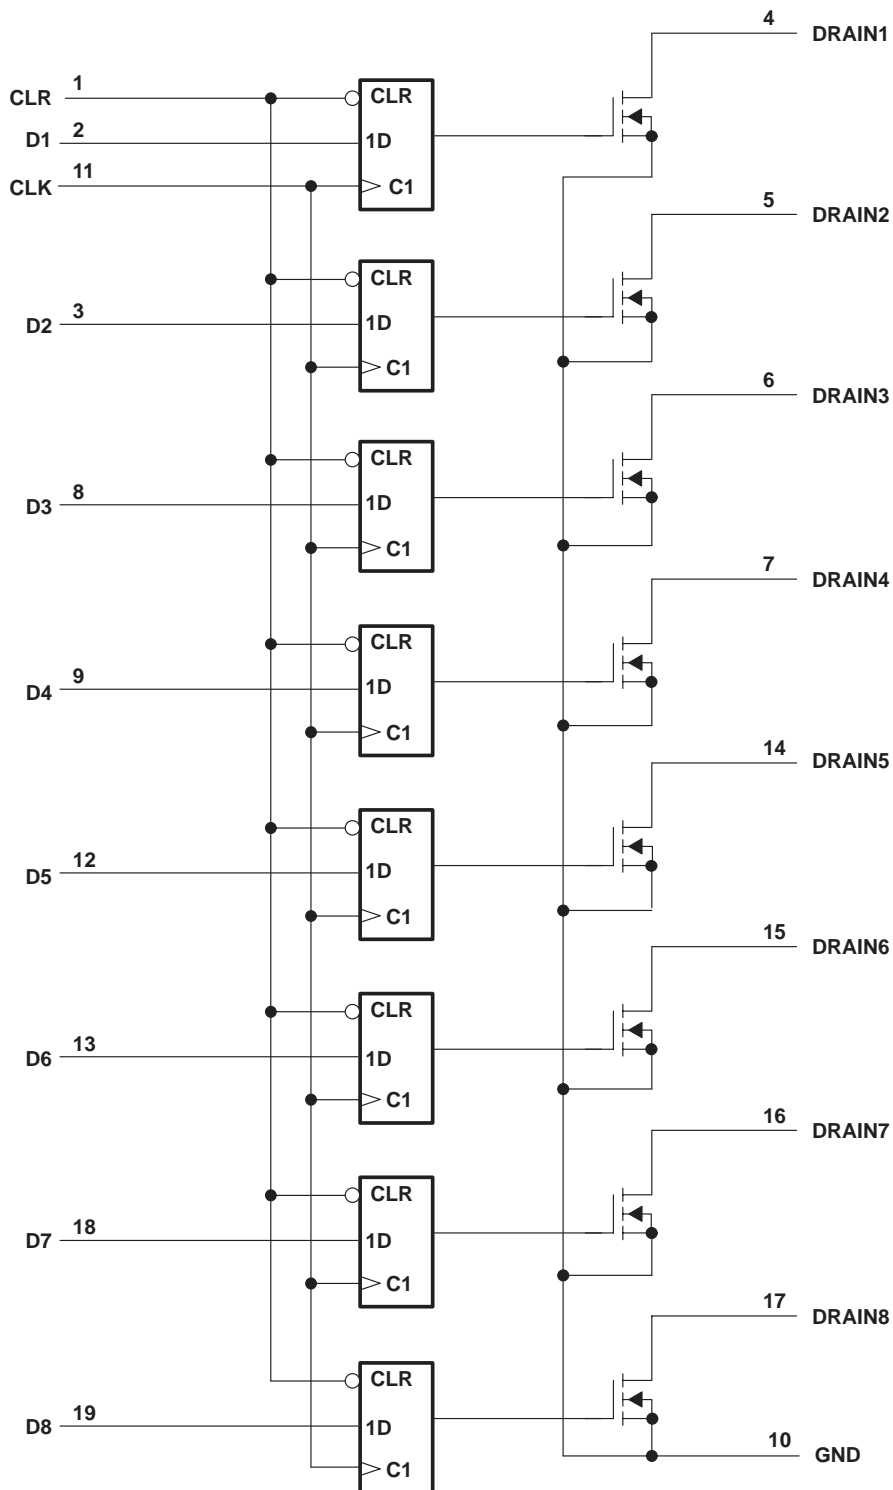 4 DRAIN1
CLR 1 CLR
D1 2 1D
CLK 11 C1
5 DRAIN2
CLR
D2 3 1D
C1
6 DRAIN3
CLR
D3 8 1D
C1
7 DRAIN4
CLR
D4 9 1D
C1
14 DRAIN5
CLR
D5 12 1D
C1
15 DRAIN6
CLR
D6 13 1D
C1
16 DRAIN7
CLR
D7 18 1D
C1
17 DRAIN8
CLR
D8 19 1D
10 GND
C1